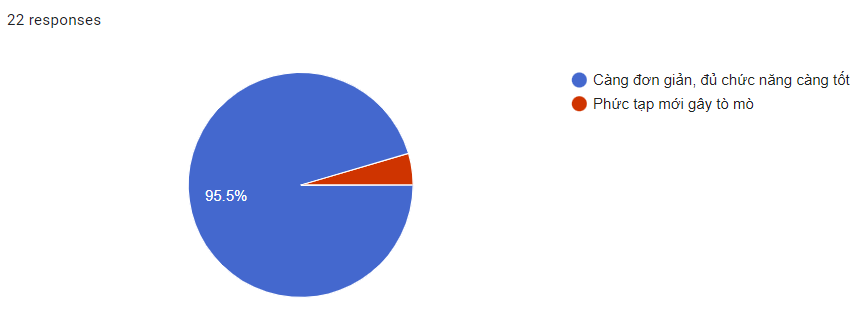 22 responses
Càng đơn giản, đủ chức năng càng tốt
Phức tạp mới gây tò mò
95.5%